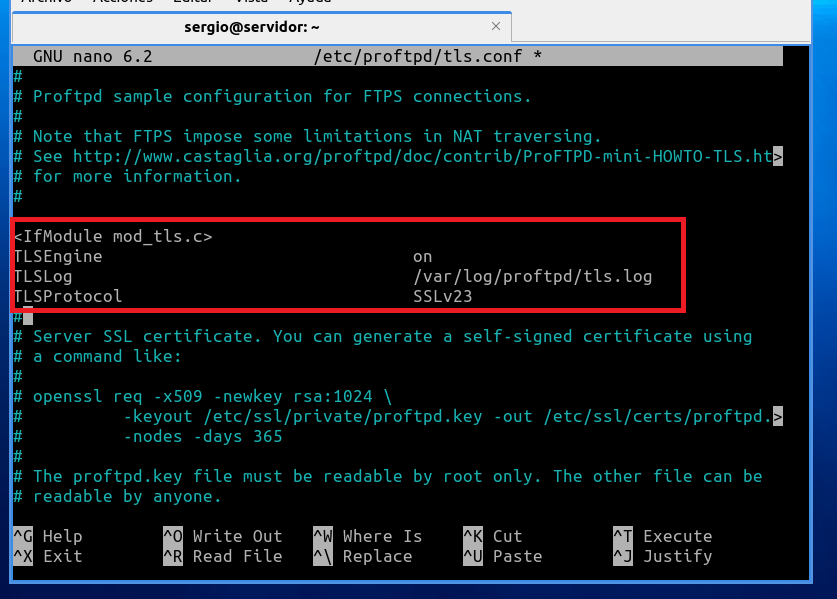 Archivo Acciones Editar Vista Ayuda
sergio@servidor: ~ ×
GNU nano 6.2 /etc/proftpd/tls.conf *
#
# Proftpd sample configuration for FTPS connections.
#
# Note that FTPS impose some limitations in NAT traversing.
# See http://www.castaglia.org/proftpd/doc/contrib/ProFTPD-mini-HOWTO-TLS.ht>
# for more information.
#
<IfModule mod_tls.c>
TLSEngine on
TLSLog /var/log/proftpd/tls.log
TLSProtocol SSLv23
#
# Server SSL certificate. You can generate a self-signed certificate using
# a command like:
#
# openssl req -x509 -newkey rsa:1024 \
# -keyout /etc/ssl/private/proftpd.key -out /etc/ssl/certs/proftpd.>
# -nodes -days 365
#
# The proftpd.key file must be readable by root only. The other file can be
# readable by anyone.
^G Help ^O Write Out ^W Where Is ^K Cut ^T Execute
^X Exit ^R Read File ^\ Replace ^U Paste ^J Justify